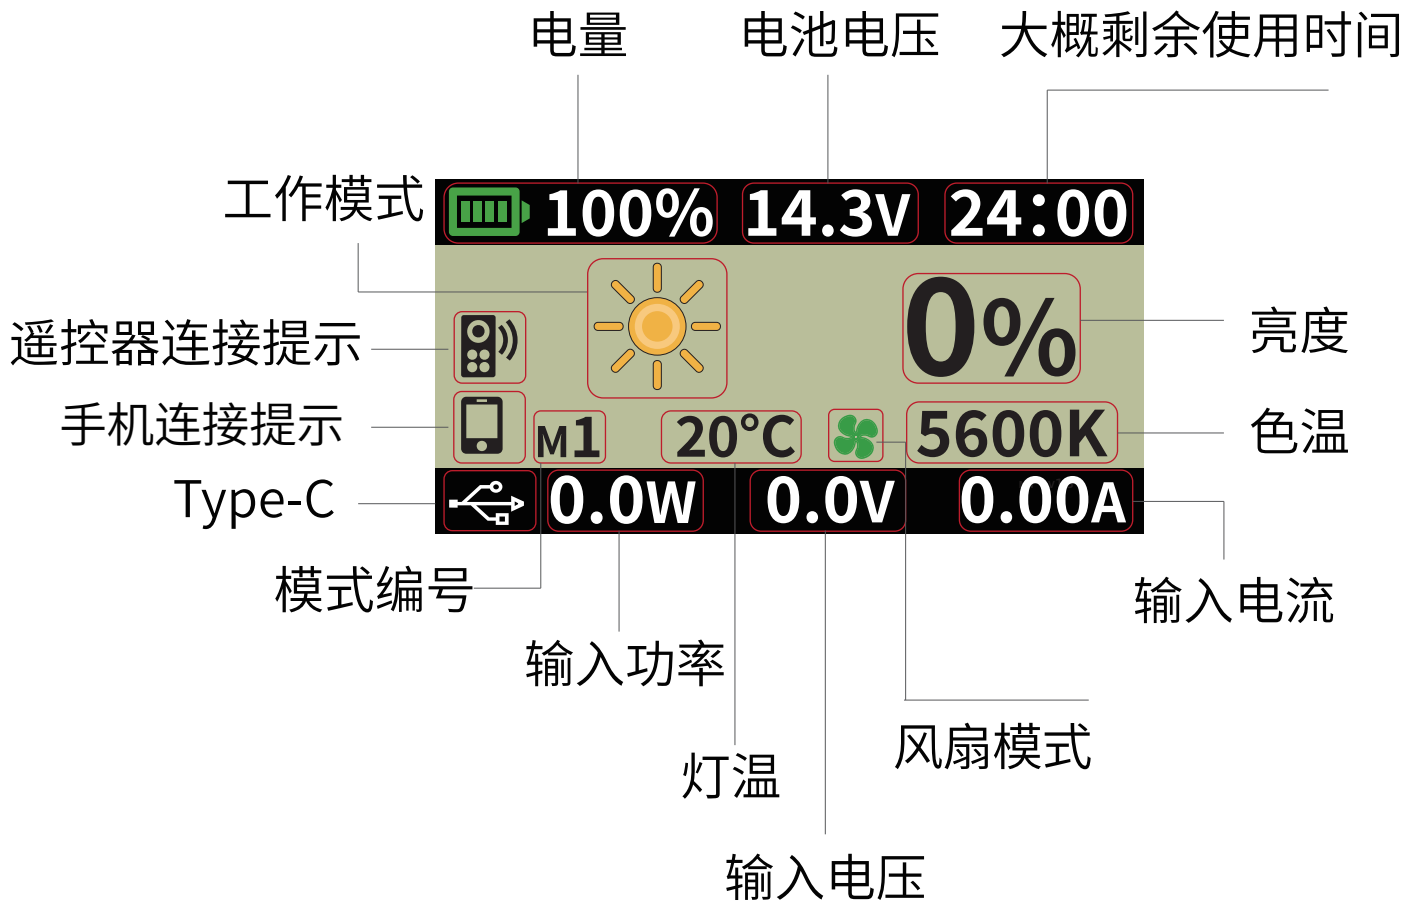 电量
电池电压
大概剩余使用时间
工作模式
100%
14.3V
24:00
遥控器连接提示
0%
亮度
手机连接提示
M1
20°C
5600K
色温
Type-C
0.0W
0.0V
0.00A
模式编号
输入电流
输入功率
风扇模式
灯温
输入电压